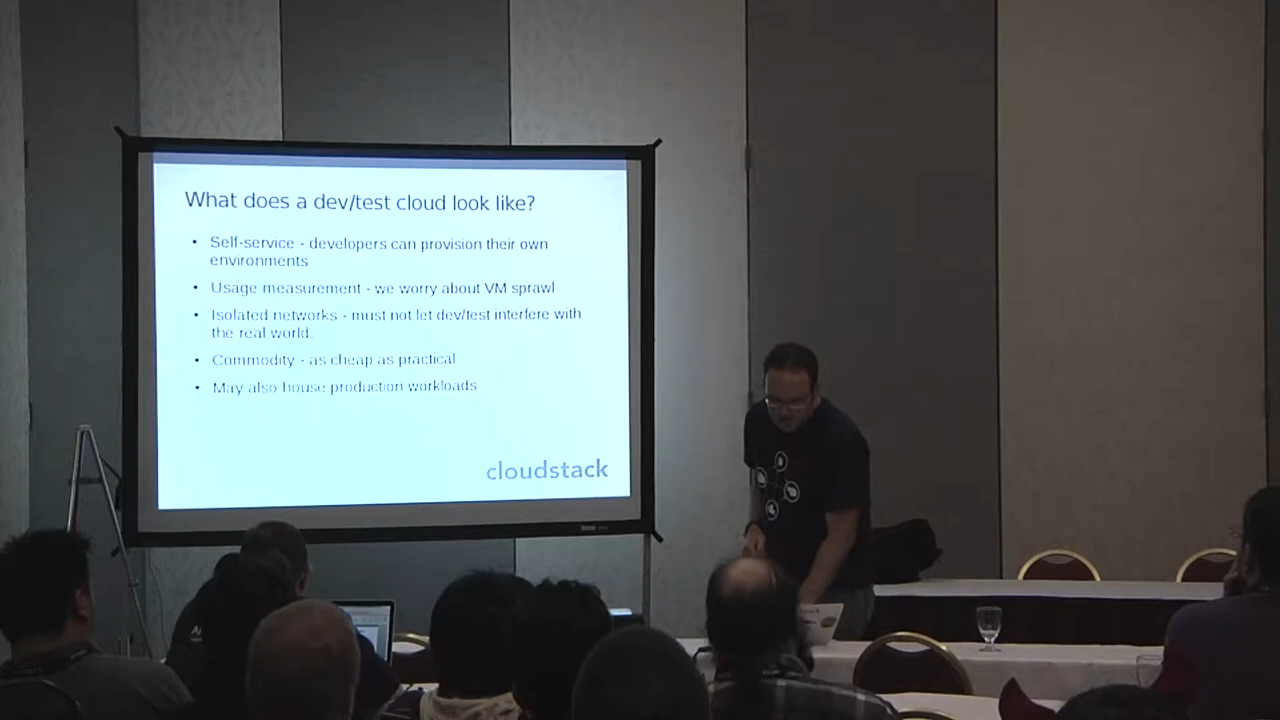 What does a dev/test cloud look like?
• Self-service - developers can provision their own
environments
• Usage measurement - we worry about VM sprawl
• Isolated networks - must not let dev/test interfere with
the real world.
• Commodity - as cheap as practical
• May also house production workloads
cloudstack